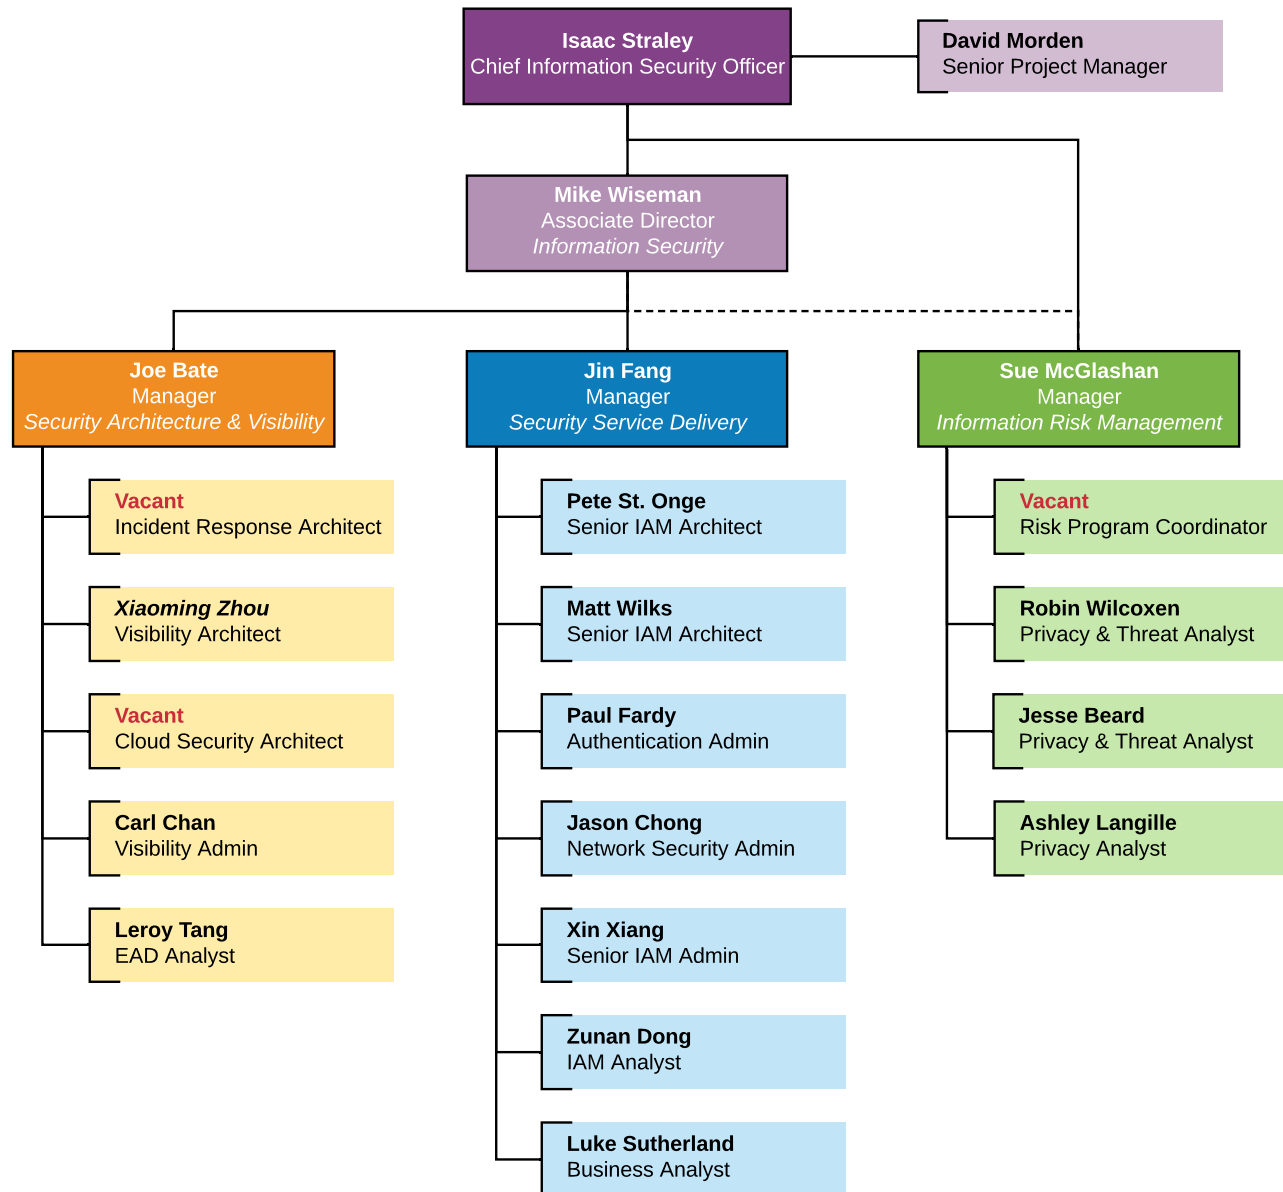 Isaac Straley
Chief Information Security Officer
David Morden
Senior Project Manager
Mike Wiseman
Associate Director
Information Security
Joe Bate
Manager
Security Architecture & Visibility
Jin Fang
Manager
Security Service Delivery
Sue McGlashan
Manager
Information Risk Management
Vacant
Incident Response Architect
Xiaoming Zhou
Visibility Architect
Vacant
Cloud Security Architect
Carl Chan
Visibility Admin
Leroy Tang
EAD Analyst
Pete St. Onge
Senior IAM Architect
Matt Wilks
Senior IAM Architect
Paul Fardy
Authentication Admin
Jason Chong
Network Security Admin
Xin Xiang
Senior IAM Admin
Zunan Dong
IAM Analyst
Luke Sutherland
Business Analyst
Vacant
Risk Program Coordinator
Robin Wilcoxen
Privacy & Threat Analyst
Jesse Beard
Privacy & Threat Analyst
Ashley Langille
Privacy Analyst